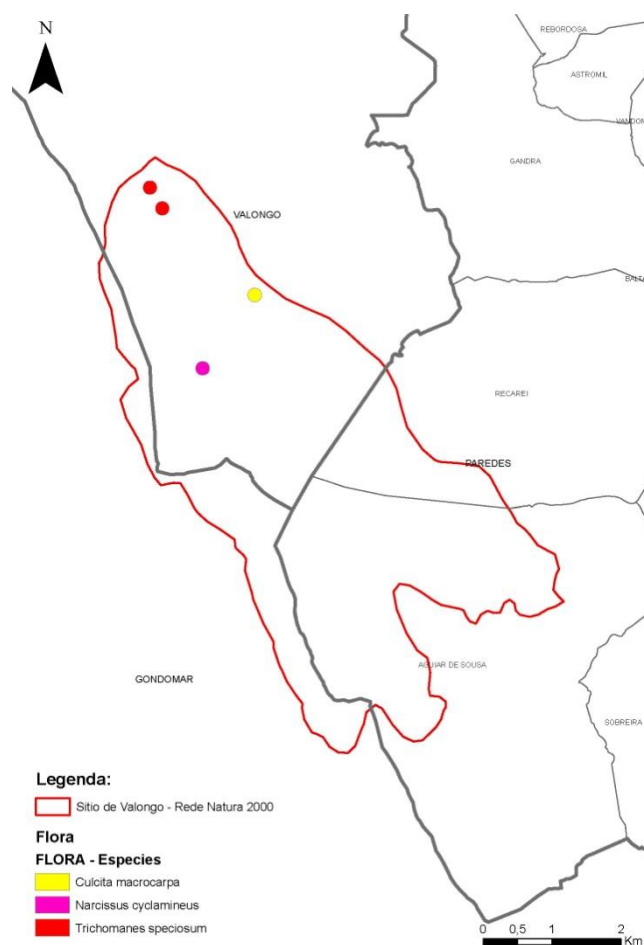 N
REBORDOSA
ASTROMIL
GANDRA
VALONGO
RECAREI
PAREDES
AGUIAR DE SOUSA
GONDOMAR
SOBREIRA
Legenda:
Sitio de Valongo - Rede Natura 2000
Flora
FLORA - Especies
Culcita macrocarpa
Narcissus cyclamineus
Trichomanes speciosum
0 0,5 1 2
Km